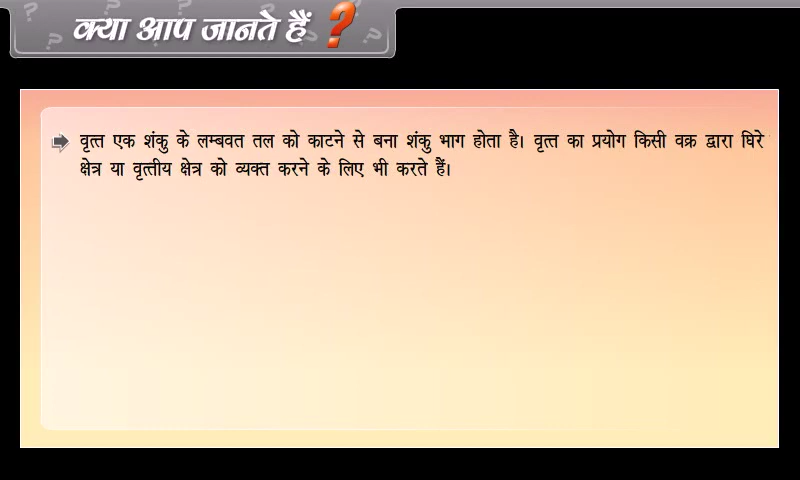 क्या आप जानते हैं ?
वृत्त एक शंकु के लम्बवत तल को काटने से बना शंकु भाग होता है। वृत्त का प्रयोग किसी वक्र द्वारा घिरे
क्षेत्र या वृत्तीय क्षेत्र को व्यक्त करने के लिए भी करते हैं।